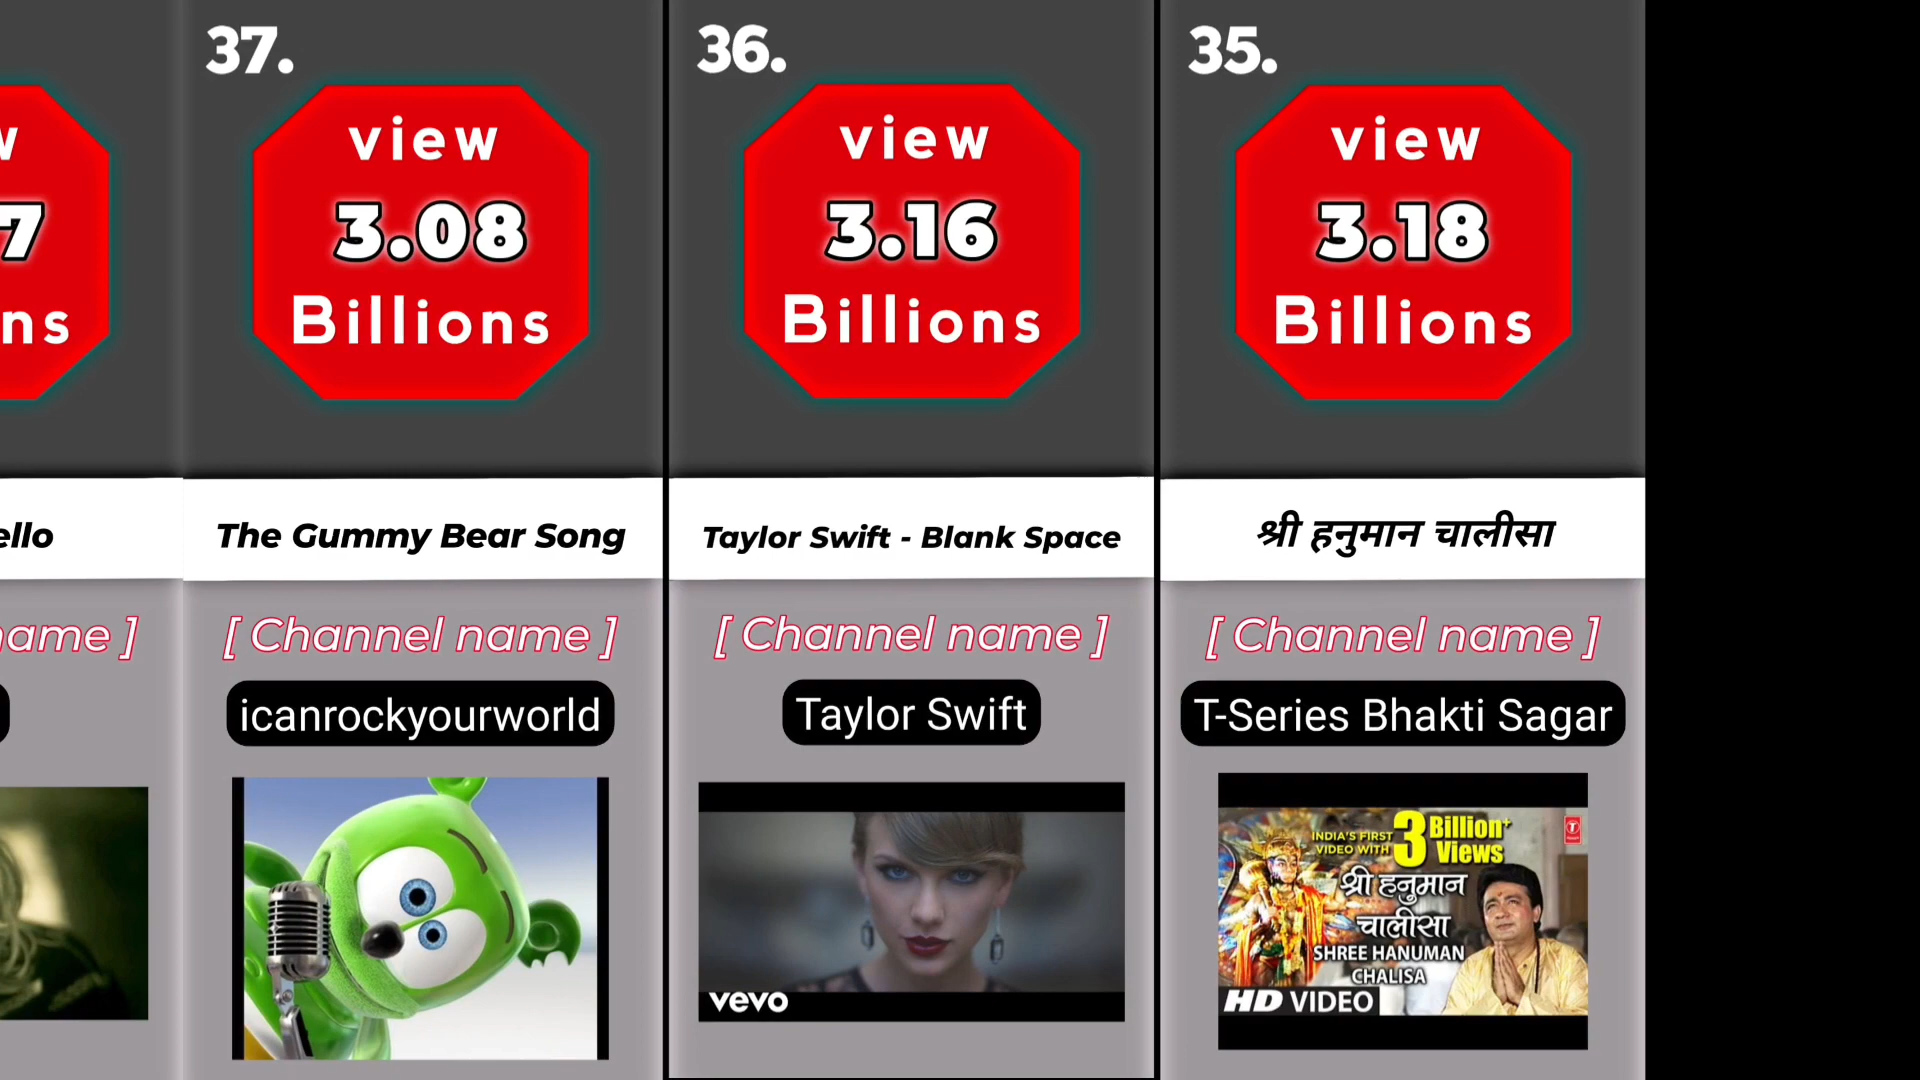 37.
view
3.08
Billions
The Gummy Bear Song
[ Channel name ]
icanrockyourworld
36.
view
3.16
Billions
Taylor Swift - Blank Space
[ Channel name ]
Taylor Swift
vevo
35.
view
3.18
Billions
श्री हनुमान चालीसा
[ Channel name ]
T-Series Bhakti Sagar
INDIA'S FIRST
VIDEO WITH
3 Billion+
Views
श्री हनुमान
चालीसा
SHREE HANUMAN
CHALISA
HD VIDEO